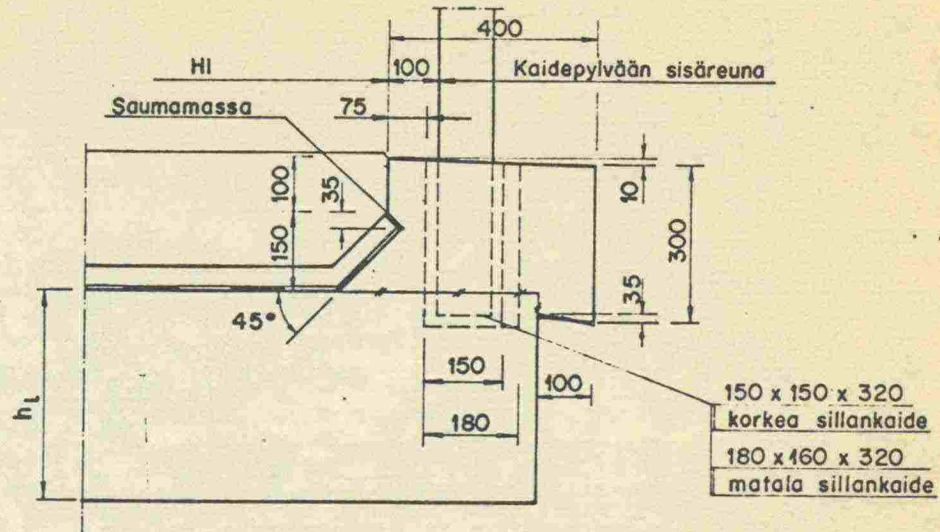 400
Hl
100
Kaidepylvään sisäreuna
Saumamassa
75
100
35
10
150
300
35
45°
150
100
h_l
180
150 x 150 x 320
korkea sillankaide
180 x 160 x 320
matala sillankaide